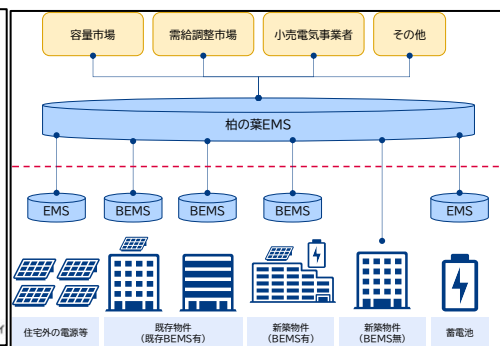 容量市場
需給調整市場
小売電気事業者
その他
柏の葉EMS
EMS
BEMS
BEMS
BEMS
EMS
住宅外の電源等
既存物件
(既存BEMS有)
新築物件
(BEMS有)
新築物件
(BEMS無)
蓄電池